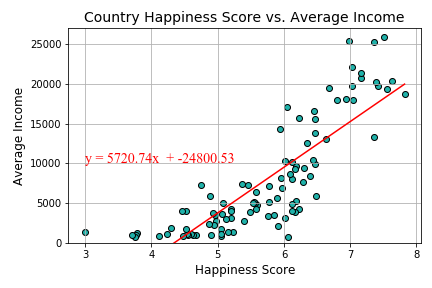 Country Happiness Score vs. Average Income
25000
20000
15000
10000
5000
0
Average Income
y = 5720.74x + -24800.53
3 4 5 6 7 8
Happiness Score